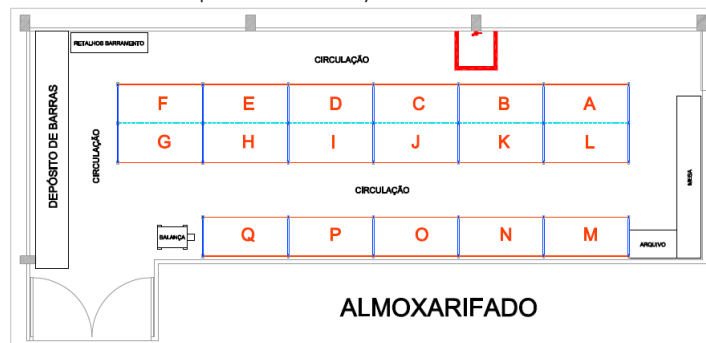 RETALHOS BARRAMENTO
CIRCULAÇÃO
DEPÓSITO DE BARRAS
CIRCULAÇÃO
F E D C B A
G H I J K L
MESA
CIRCULAÇÃO
BALANÇA
Q P O N M
ARQUIVO
ALMOXARIFADO